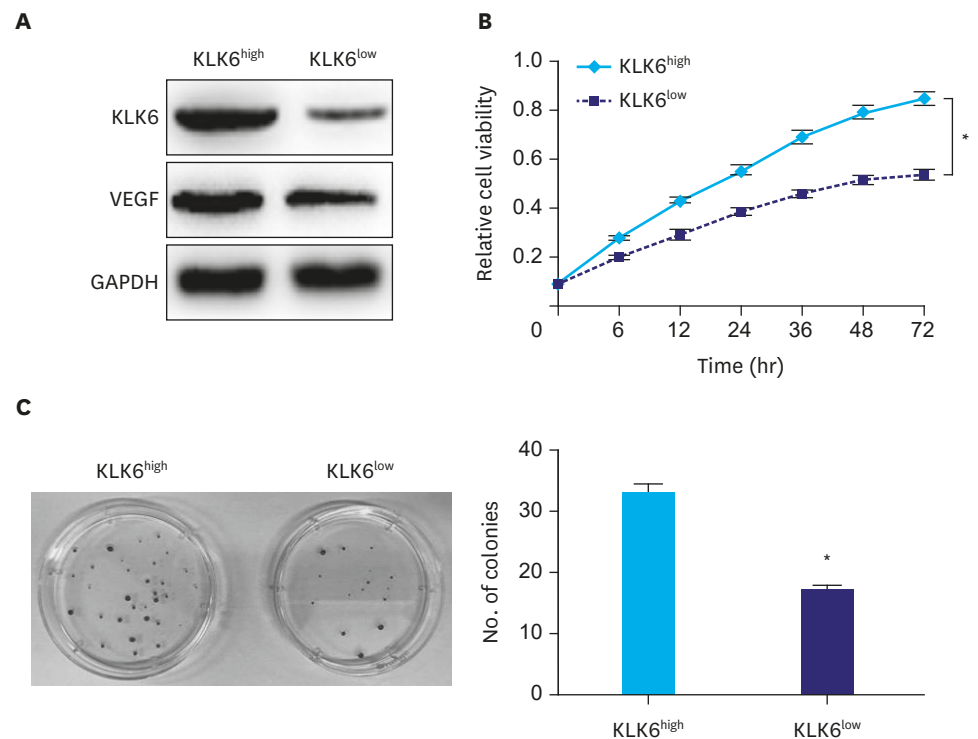 A
KLK6high KLK6low
KLK6
VEGF
GAPDH
B
KLK6high
KLK6low
Relative cell viability
1.0
0.8
0.6
0.4
0.2
0 6 12 24 36 48 72
Time (hr)
*
C
KLK6high KLK6low
No. of colonies
40
30
20
10
0
*
KLK6high KLK6low